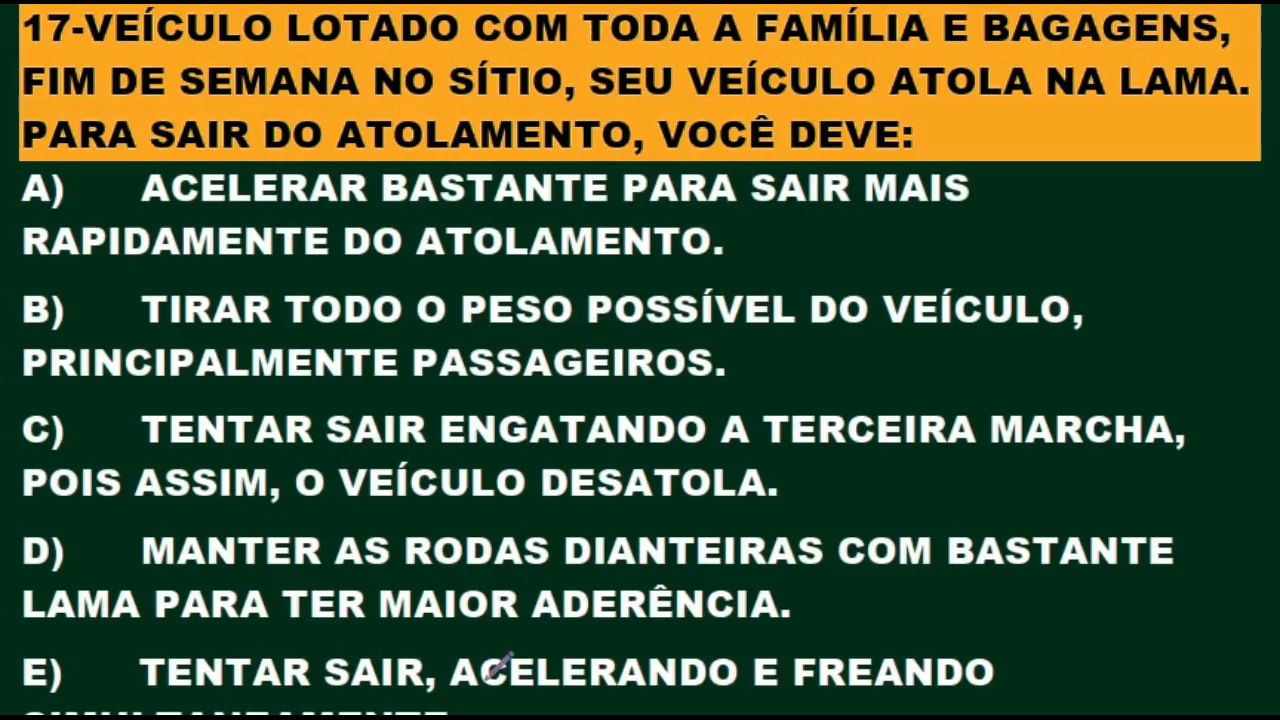 17-VEÍCULO LOTADO COM TODA A FAMÍLIA E BAGAGENS,
FIM DE SEMANA NO SÍTIO, SEU VEÍCULO ATOLA NA LAMA.
PARA SAIR DO ATOLAMENTO, VOCÊ DEVE:
A) ACELERAR BASTANTE PARA SAIR MAIS
RAPIDAMENTE DO ATOLAMENTO.
B) TIRAR TODO O PESO POSSÍVEL DO VEÍCULO,
PRINCIPALMENTE PASSAGEIROS.
C) TENTAR SAIR ENGATANDO A TERCEIRA MARCHA,
POIS ASSIM, O VEÍCULO DESATOLA.
D) MANTER AS RODAS DIANTEIRAS COM BASTANTE
LAMA PARA TER MAIOR ADERÊNCIA.
E) TENTAR SAIR, ACELERANDO E FREANDO